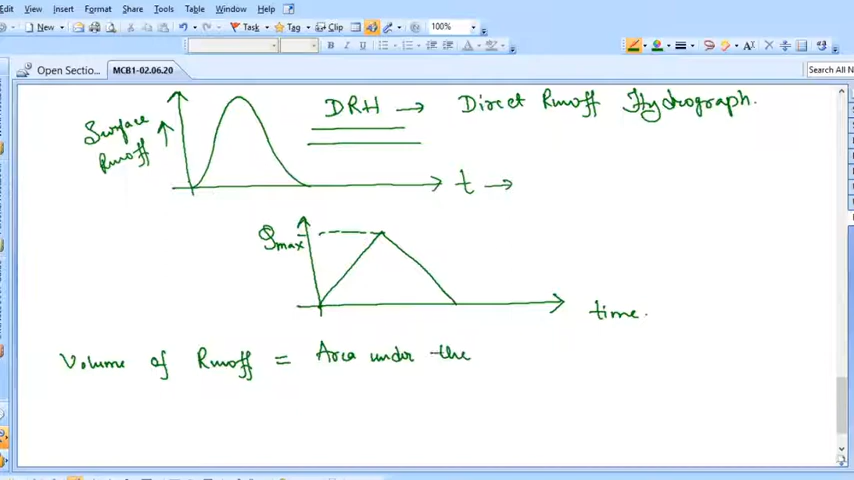 Edit View Insert Format Share Tools Table Window Help
New Task Tag Clip 100%
Open Sectio... MCB1-02.06.20 Search All N
Surface Runoff
DRH → Direct Runoff Hydrograph.
t →
Qmax
time.
Volume of Runoff = Area under the